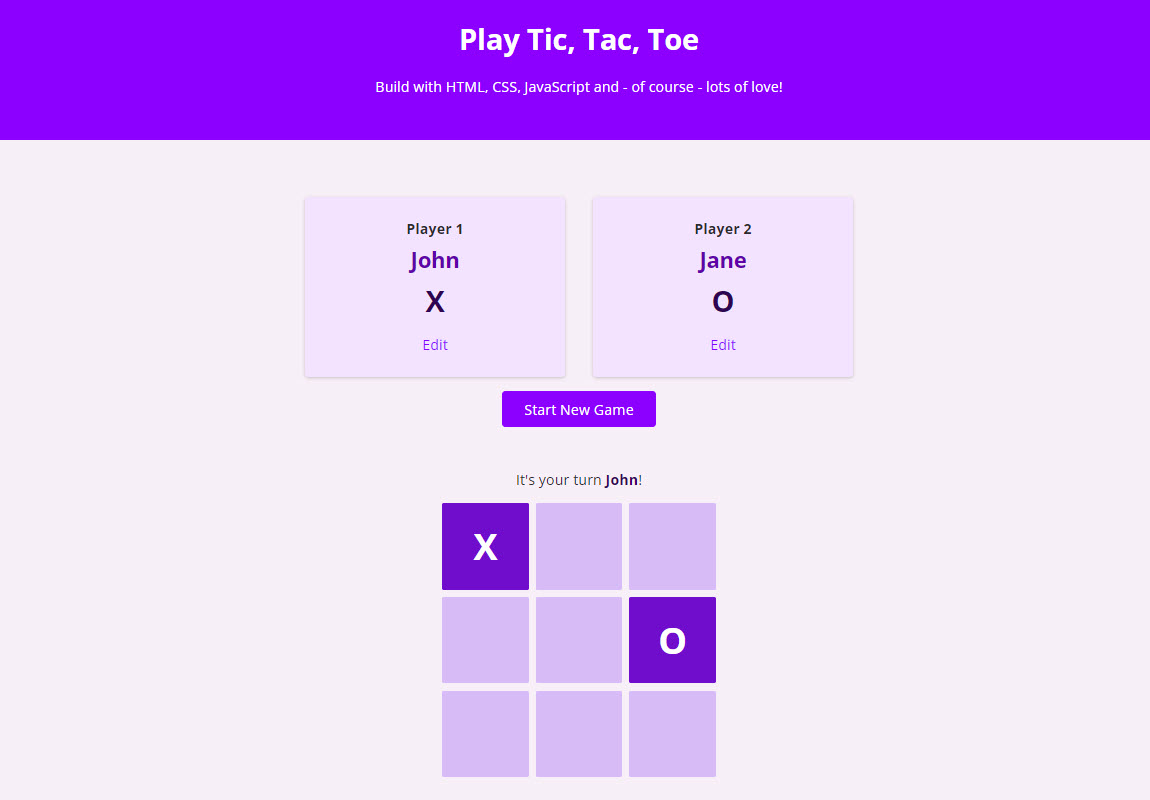 Play Tic, Tac, Toe
Build with HTML, CSS, JavaScript and - of course - lots of love!
Player 1
John
X
Edit
Player 2
Jane
O
Edit
Start New Game
It's your turn John!
X
O